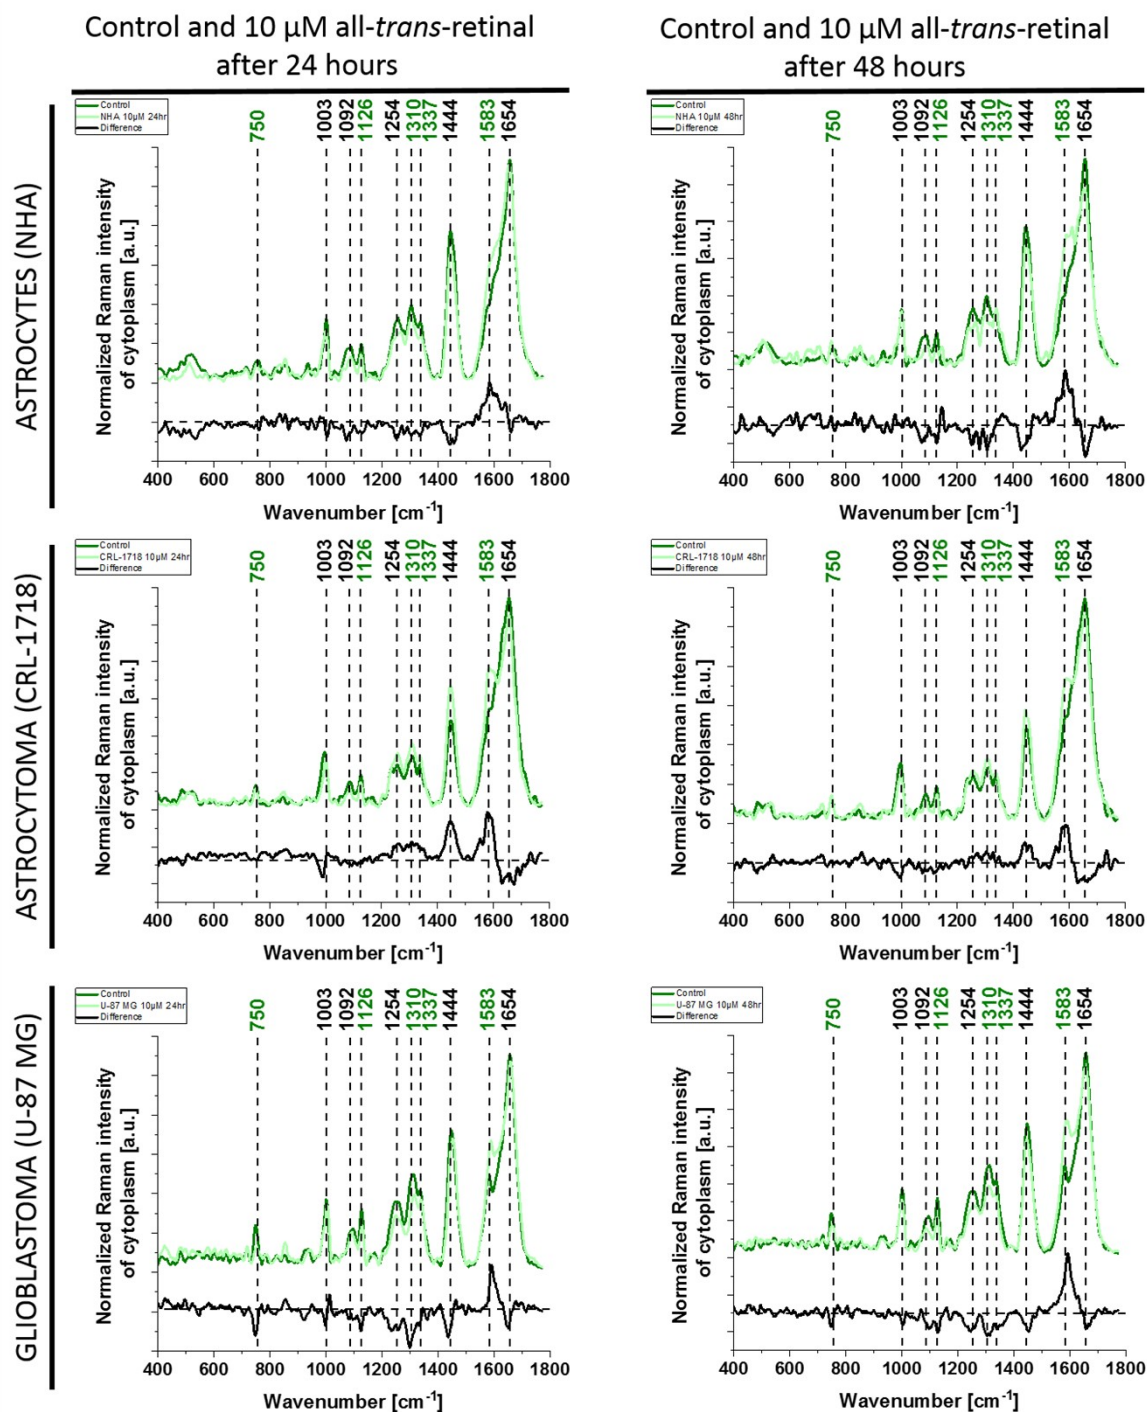 Control and 10 µM all-trans-retinal
after 24 hours
Control and 10 µM all-trans-retinal
after 48 hours
ASTROCYTES (NHA)
Control
NHA 10µM 24hr
Difference
750
1003
1092
1126
1254
1310
1337
1444
1583
1654
Normalized Raman intensity
of cytoplasm [a.u.]
400 600 800 1000 1200 1400 1600 1800
Wavenumber [cm-1]
Control
NHA 10µM 48hr
Difference
750
1003
1092
1126
1254
1310
1337
1444
1583
1654
Normalized Raman intensity
of cytoplasm [a.u.]
400 600 800 1000 1200 1400 1600 1800
Wavenumber [cm-1]
ASTROCYTOMA (CRL-1718)
Control
CRL-1718 10µM 24hr
Difference
750
1003
1092
1126
1254
1310
1337
1444
1583
1654
Normalized Raman intensity
of cytoplasm [a.u.]
400 600 800 1000 1200 1400 1600 1800
Wavenumber [cm-1]
Control
CRL-1718 10µM 48hr
Difference
750
1003
1092
1126
1254
1310
1337
1444
1583
1654
Normalized Raman intensity
of cytoplasm [a.u.]
400 600 800 1000 1200 1400 1600 1800
Wavenumber [cm-1]
GLIOBLASTOMA (U-87 MG)
Control
U-87 MG 10µM 24hr
Difference
750
1003
1092
1126
1254
1310
1337
1444
1583
1654
Normalized Raman intensity
of cytoplasm [a.u.]
400 600 800 1000 1200 1400 1600 1800
Wavenumber [cm-1]
Control
U-87 MG 10µM 48hr
Difference
750
1003
1092
1126
1254
1310
1337
1444
1583
1654
Normalized Raman intensity
of cytoplasm [a.u.]
400 600 800 1000 1200 1400 1600 1800
Wavenumber [cm-1]